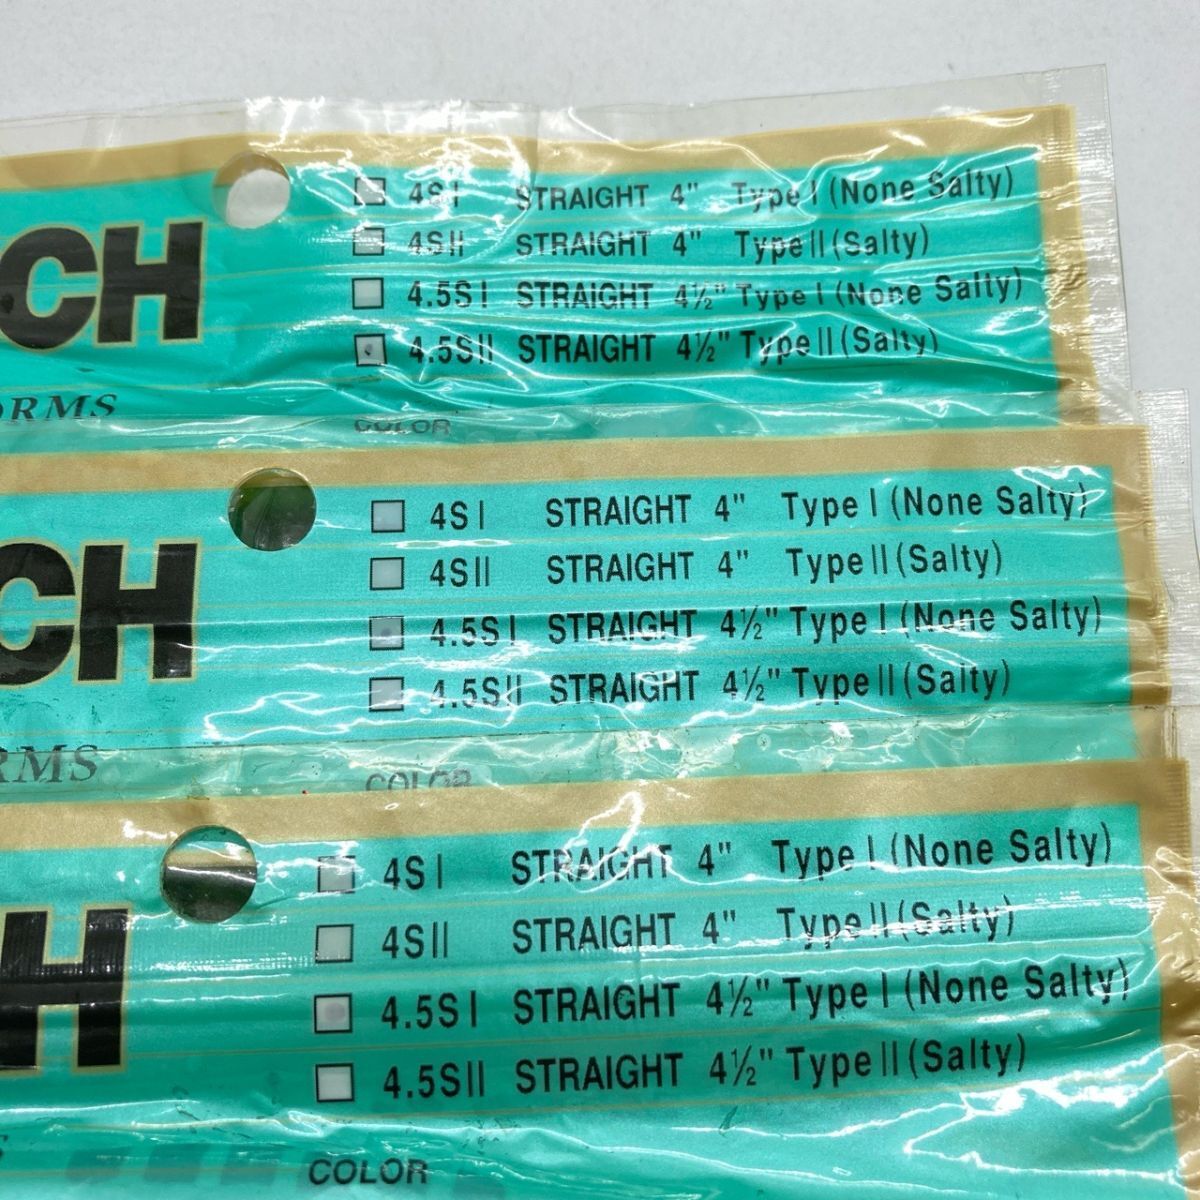 CH
4S I STRAIGHT 4" Type I (None Salty)
4S II STRAIGHT 4" Type II (Salty)
4.5S I STRAIGHT 4½" Type I (None Salty)
4.5S II STRAIGHT 4½" Type II (Salty)
ORMS
COLOR
CH
4S I STRAIGHT 4" Type I (None Salty)
4S II STRAIGHT 4" Type II (Salty)
4.5S I STRAIGHT 4½" Type I (None Salty)
4.5S II STRAIGHT 4½" Type II (Salty)
RMS
COLOR
H
4S I STRAIGHT 4" Type I (None Salty)
4S II STRAIGHT 4" Type II (Salty)
4.5S I STRAIGHT 4½" Type I (None Salty)
4.5S II STRAIGHT 4½" Type II (Salty)
COLOR